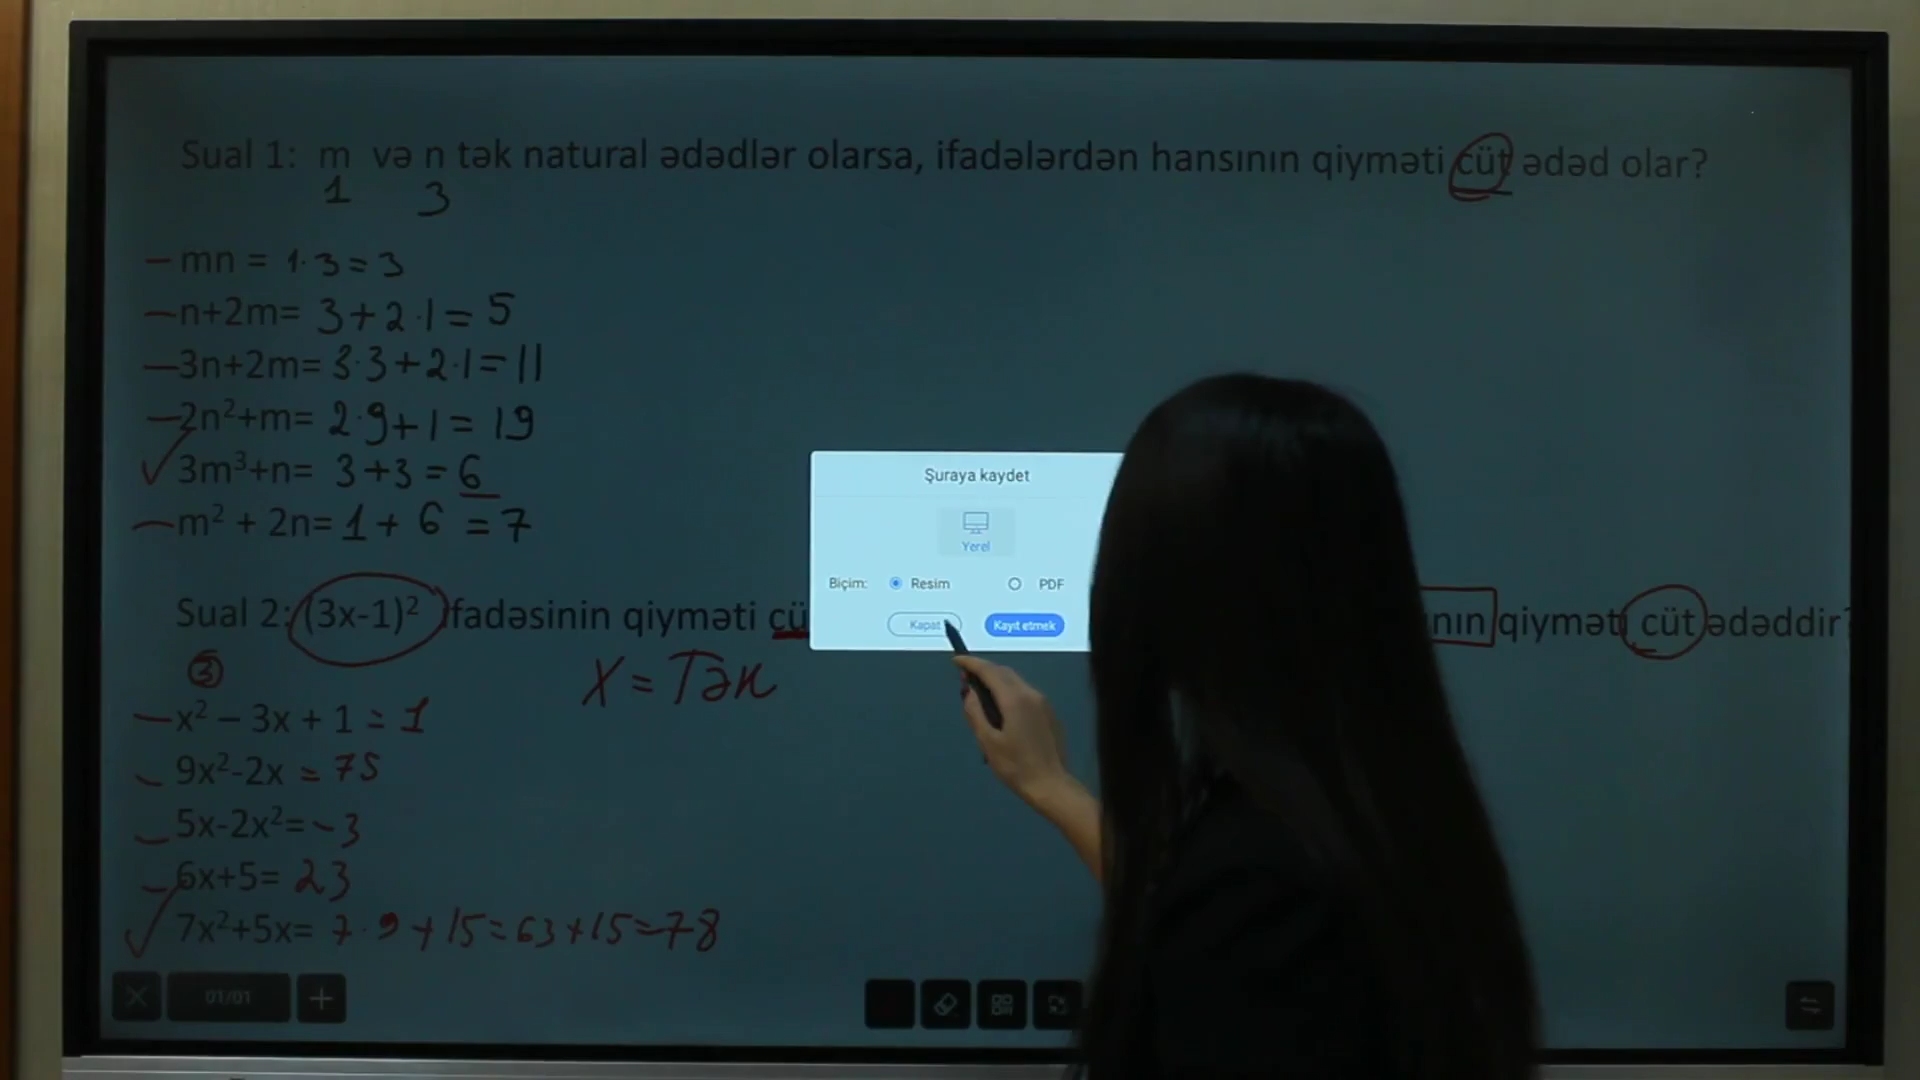 Sual 1: m və n tək natural ədədlər olarsa, ifadələrdən hansının qiyməti cüt ədəd olar?
1 3
mn = 1·3=3
n+2m= 3+2·1= 5
3n+2m= 3·3+2·1=11
2n²+m= 2·9+1= 19
3m³+n= 3+3=6
m² + 2n= 1+ 6 =7
Şuraya kaydet
Yerel
Biçim: Resim PDF
Kapat Kayıt etmek
Sual 2: (3x-1)² ifadəsinin qiyməti cü nın qiyməti cüt ədəddir?
3
X = Tək
x² – 3x + 1 = 1
9x²-2x = 75
5x-2x²=-3
6x+5= 23
7x²+5x= 7·9+15=63+15=78
01/01